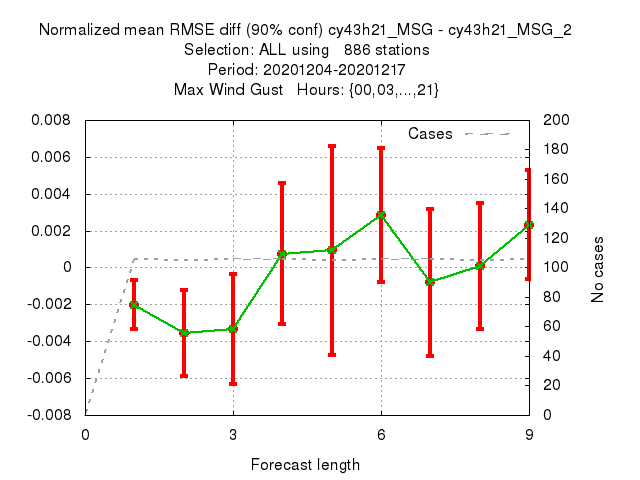 Normalized mean RMSE diff (90% conf) cy43h21_MSG - cy43h21_MSG_2
Selection: ALL using 886 stations
Period: 20201204-20201217
Max Wind Gust Hours: {00,03,...,21}
Cases
0.008
0.006
0.004
0.002
0
-0.002
-0.004
-0.006
-0.008
200
180
160
140
120
100
80
60
40
20
0
No cases
0 3 6 9
Forecast length